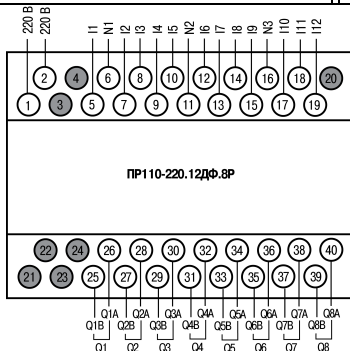 220 В 220 В I1 N1 I2 I3 I4 I5 N2 I6 I7 I8 I9 N3 I10 I11 I12
2 4 6 8 10 12 14 16 18 20
1 3 5 7 9 11 13 15 17 19
ПР110-220.12ДФ.8Р
22 24 26 28 30 32 34 36 38 40
21 23 25 27 29 31 33 35 37 39
Q1A Q2A Q3A Q4A Q5A Q6A Q7A Q8A
Q1B Q2B Q3B Q4B Q5B Q6B Q7B Q8B
Q1 Q2 Q3 Q4 Q5 Q6 Q7 Q8